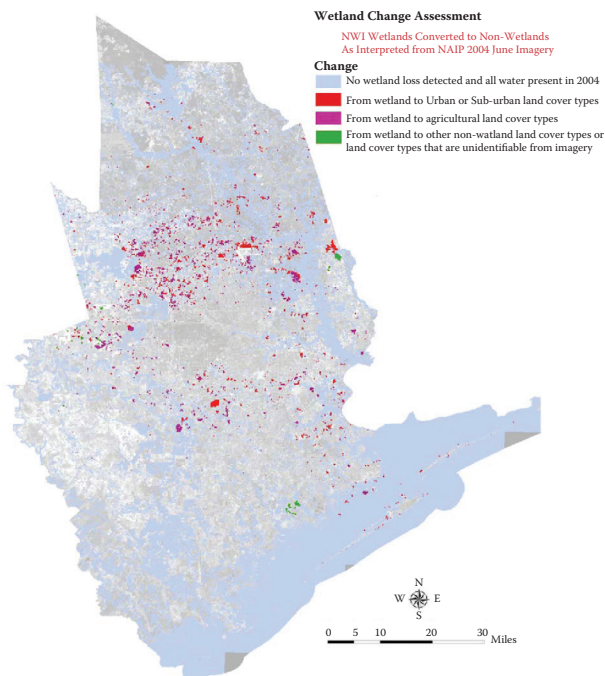 Wetland Change Assessment
NWI Wetlands Converted to Non-Wetlands
As Interpreted from NAIP 2004 June Imagery
Change
No wetland loss detected and all water present in 2004
From wetland to Urban or Sub-urban land cover types
From wetland to agricultural land cover types
From wetland to other non-watland land cover types or
land cover types that are unidentifiable from imagery
N
W E
S
0 5 10 20 30
Miles